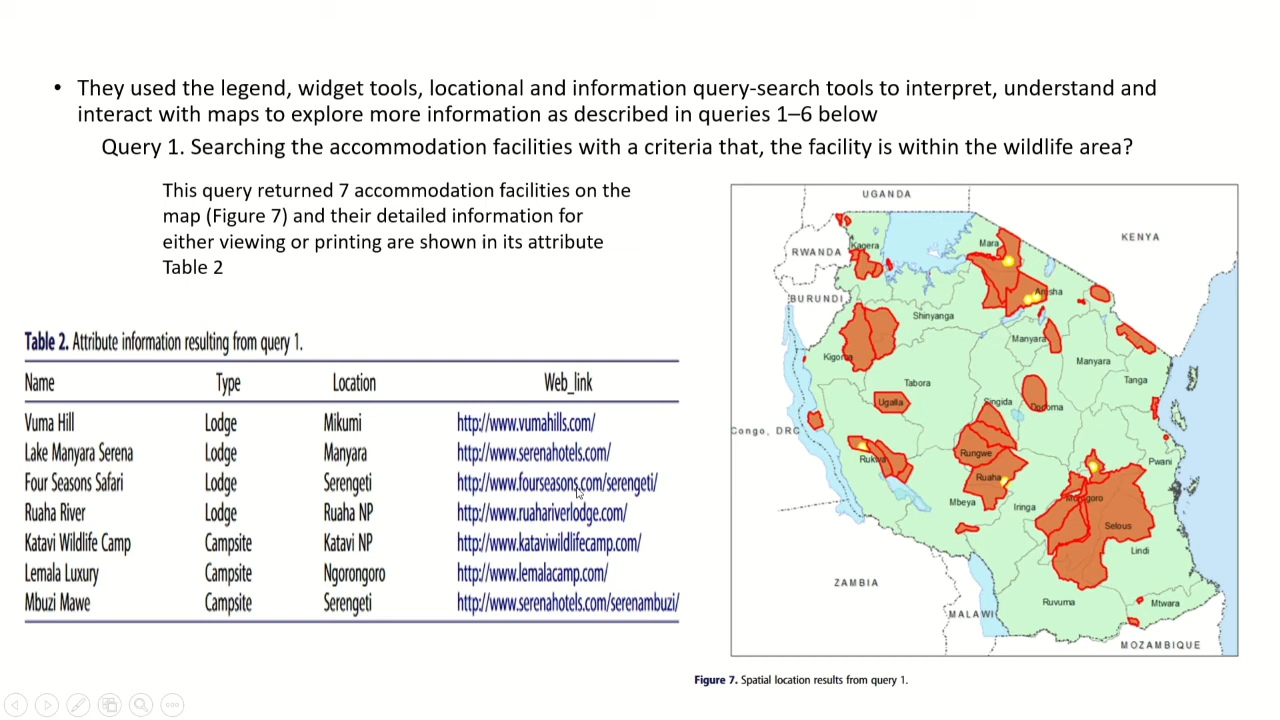 • They used the legend, widget tools, locational and information query-search tools to interpret, understand and
interact with maps to explore more information as described in queries 1–6 below
Query 1. Searching the accommodation facilities with a criteria that, the facility is within the wildlife area?
This query returned 7 accommodation facilities on the
map (Figure 7) and their detailed information for
either viewing or printing are shown in its attribute
Table 2
Table 2. Attribute information resulting from query 1.
Name Type Location Web_link
Vuma Hill Lodge Mikumi http://www.vumahills.com/
Lake Manyara Serena Lodge Manyara http://www.serenahotels.com/
Four Seasons Safari Lodge Serengeti http://www.fourseasons.com/serengeti/
Ruaha River Lodge Ruaha NP http://www.ruahariverlodge.com/
Katavi Wildlife Camp Campsite Katavi NP http://www.kataviwildlifecamp.com/
Lemala Luxury Campsite Ngorongoro http://www.lemalacamp.com/
Mbuzi Mawe Campsite Serengeti http://www.serenahotels.com/serenambuzi/
UGANDA
KENYA
Kagera
Mara
RWANDA
BURUNDI
Arusha
Shinyanga
Manyara
Kigoma
Manyara
Tabora
Tanga
Ugalla
Singida
Dodoma
Congo, DRC
Rukwa
Rungwe
Pwani
Ruaha
Mbeya
Iringa
Morogoro
Selous
Lindi
ZAMBIA
Ruvuma
Mtwara
MALAWI
MOZAMBIQUE
Figure 7. Spatial location results from query 1.